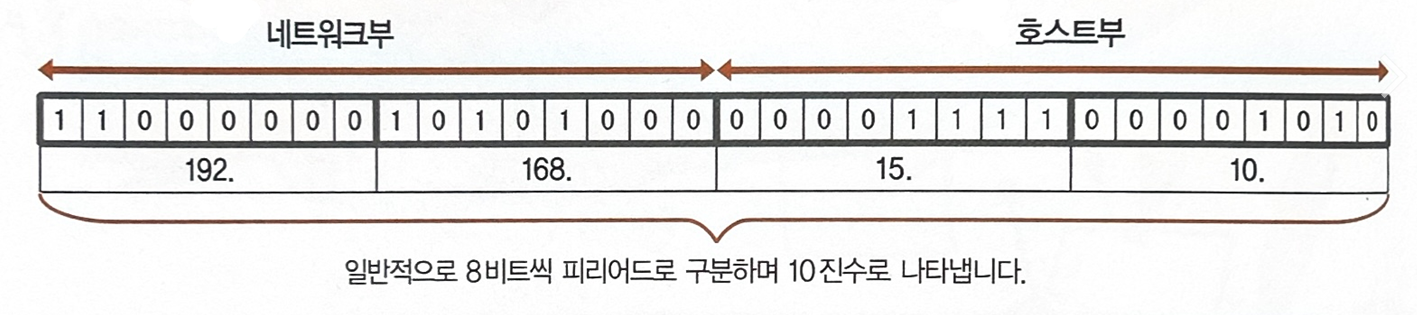 네트워크부 호스트부
1 1 0 0 0 0 0 0 1 0 1 0 1 0 0 0 0 0 0 0 1 1 1 1 0 0 0 0 1 0 1 0
192. 168. 15. 10.
일반적으로 8비트씩 피리어드로 구분하며 10진수로 나타냅니다.